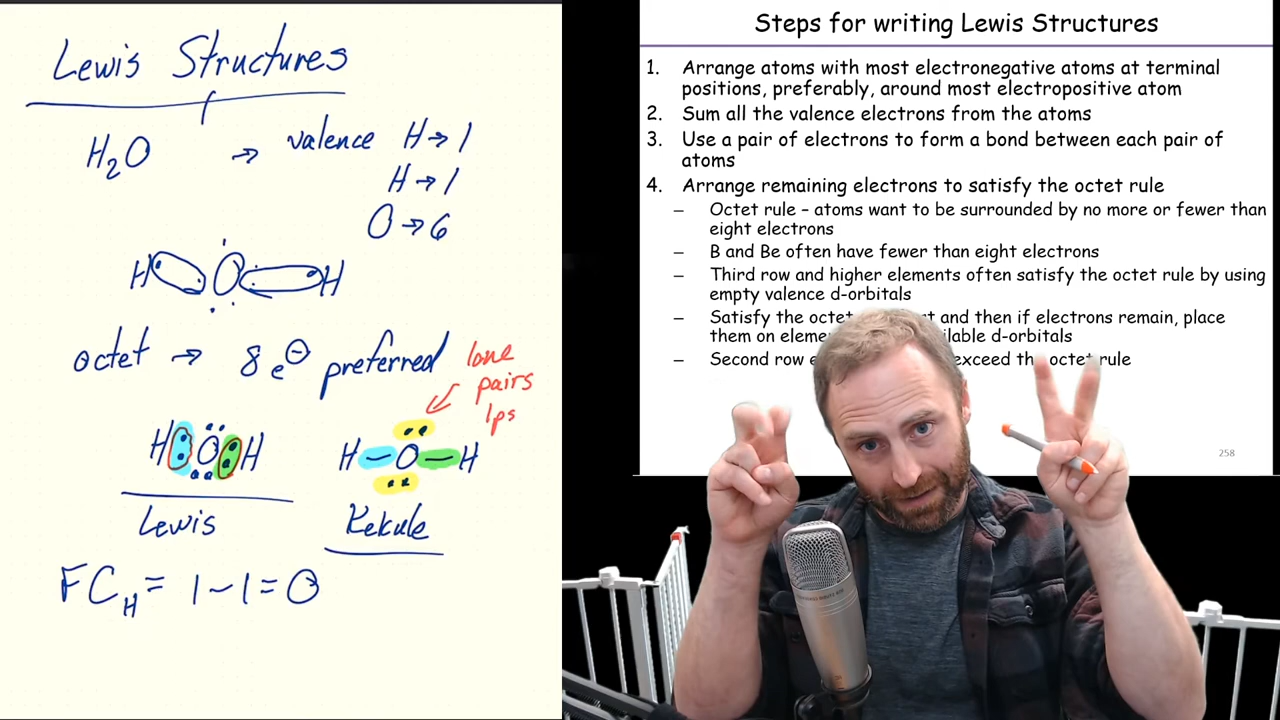 Lewis Structures
H2O → valence H → 1
H → 1
O → 6
H O H
octet → 8 e⊖ preferred
lone
pairs
lps
H:O:H
H–O–H
Lewis
Kekule
FCH = 1 – 1 = 0
Steps for writing Lewis Structures
1. Arrange atoms with most electronegative atoms at terminal
positions, preferably, around most electropositive atom
2. Sum all the valence electrons from the atoms
3. Use a pair of electrons to form a bond between each pair of
atoms
4. Arrange remaining electrons to satisfy the octet rule
– Octet rule – atoms want to be surrounded by no more or fewer than
eight electrons
– B and Be often have fewer than eight electrons
– Third row and higher elements often satisfy the octet rule by using
empty valence d-orbitals
– Satisfy the octet and then if electrons remain, place
them on d-orbitals
– Second row exceed the octet rule
258